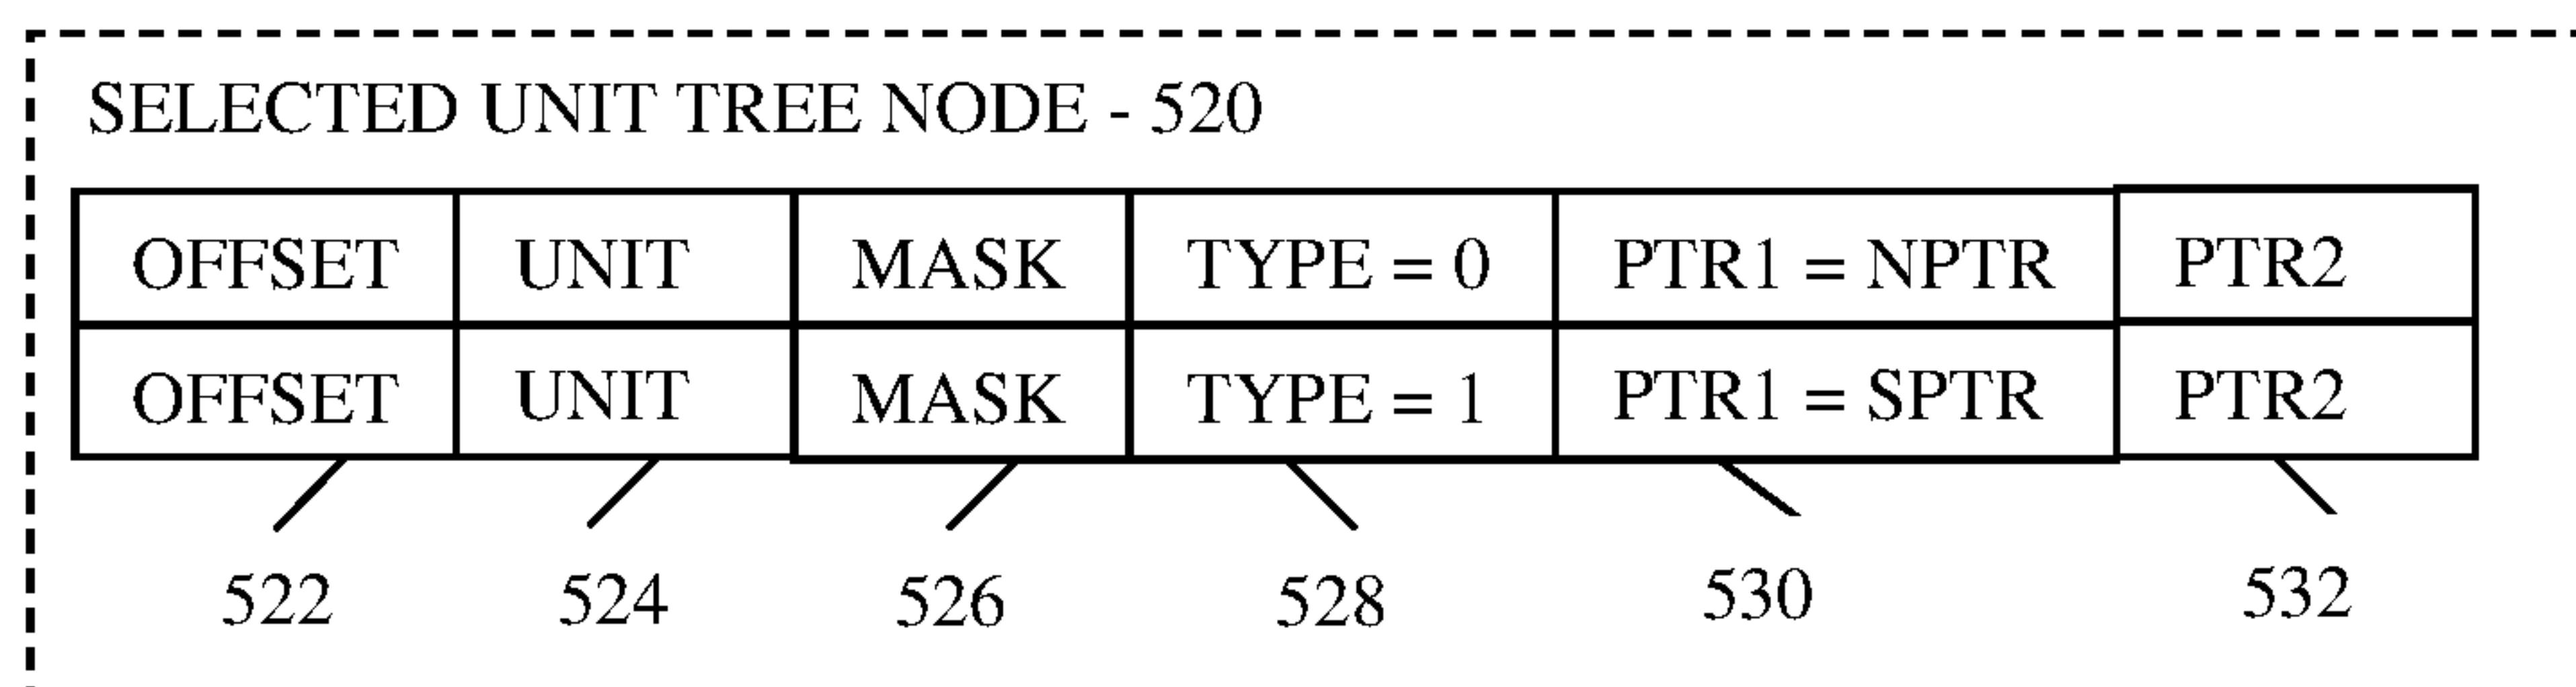 SELECTED UNIT TREE NODE - 520
OFFSET UNIT MASK TYPE = 0 PTR1 = NPTR PTR2
OFFSET UNIT MASK TYPE = 1 PTR1 = SPTR PTR2
522 524 526 528 530 532